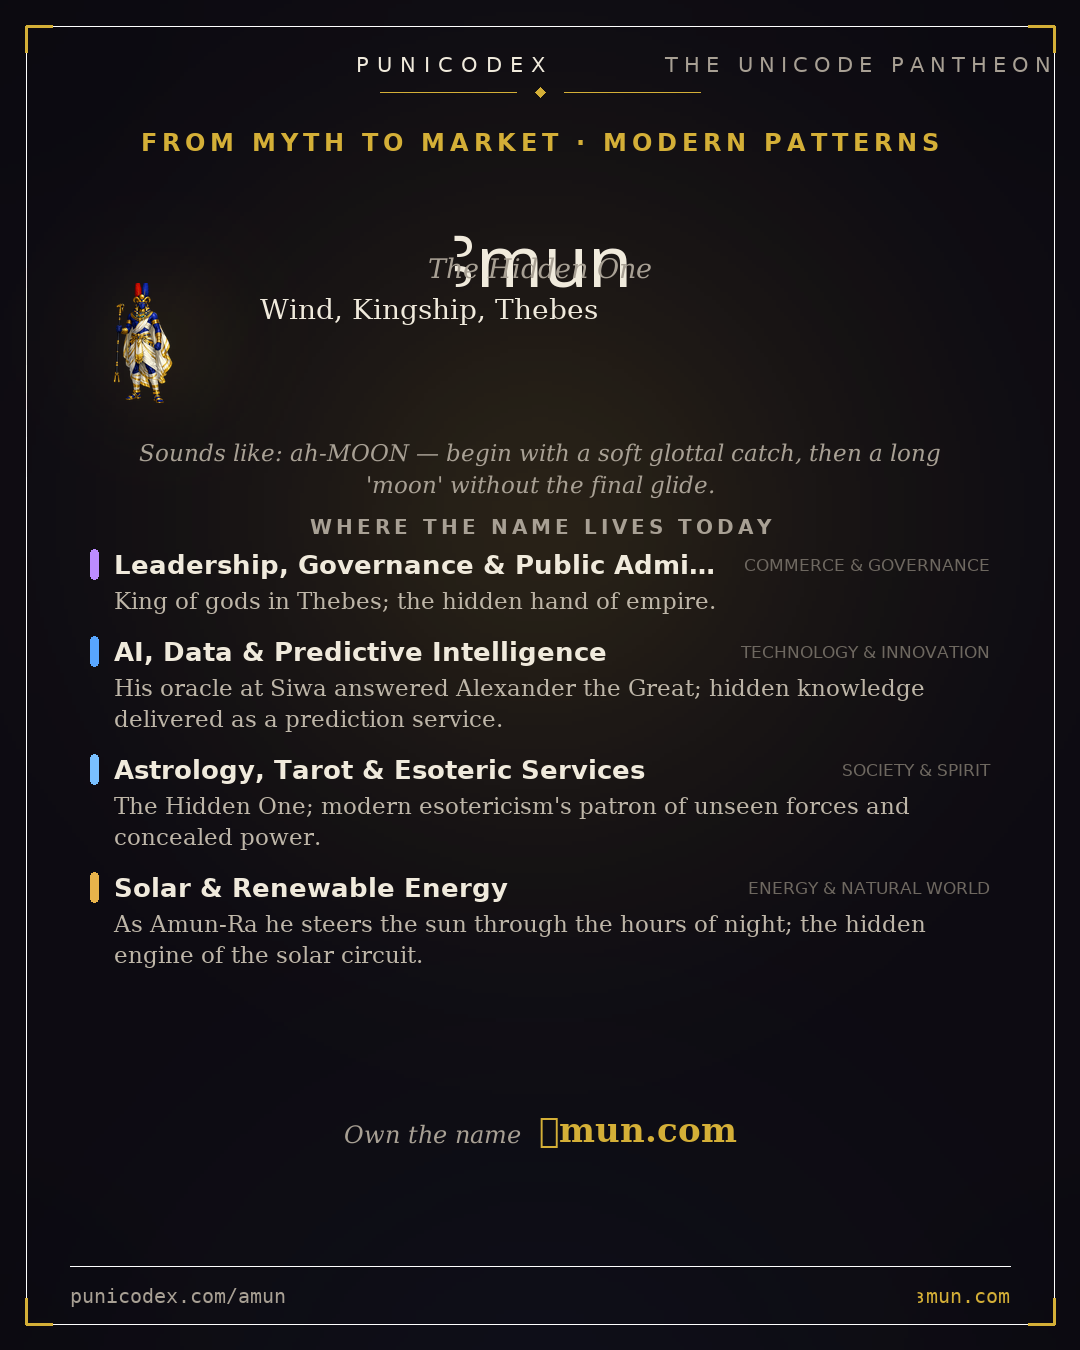 PUNICODEX THE UNICODE PANTHEON
FROM MYTH TO MARKET · MODERN PATTERNS
ꜣmun
The Hidden One
Wind, Kingship, Thebes
Sounds like: ah-MOON — begin with a soft glottal catch, then a long
'moon' without the final glide.
WHERE THE NAME LIVES TODAY
Leadership, Governance & Public Admi… COMMERCE & GOVERNANCE
King of gods in Thebes; the hidden hand of empire.
AI, Data & Predictive Intelligence TECHNOLOGY & INNOVATION
His oracle at Siwa answered Alexander the Great; hidden knowledge
delivered as a prediction service.
Astrology, Tarot & Esoteric Services SOCIETY & SPIRIT
The Hidden One; modern esotericism's patron of unseen forces and
concealed power.
Solar & Renewable Energy ENERGY & NATURAL WORLD
As Amun-Ra he steers the sun through the hours of night; the hidden
engine of the solar circuit.
Own the name ▯mun.com
punicodex.com/amun ꜣmun.com